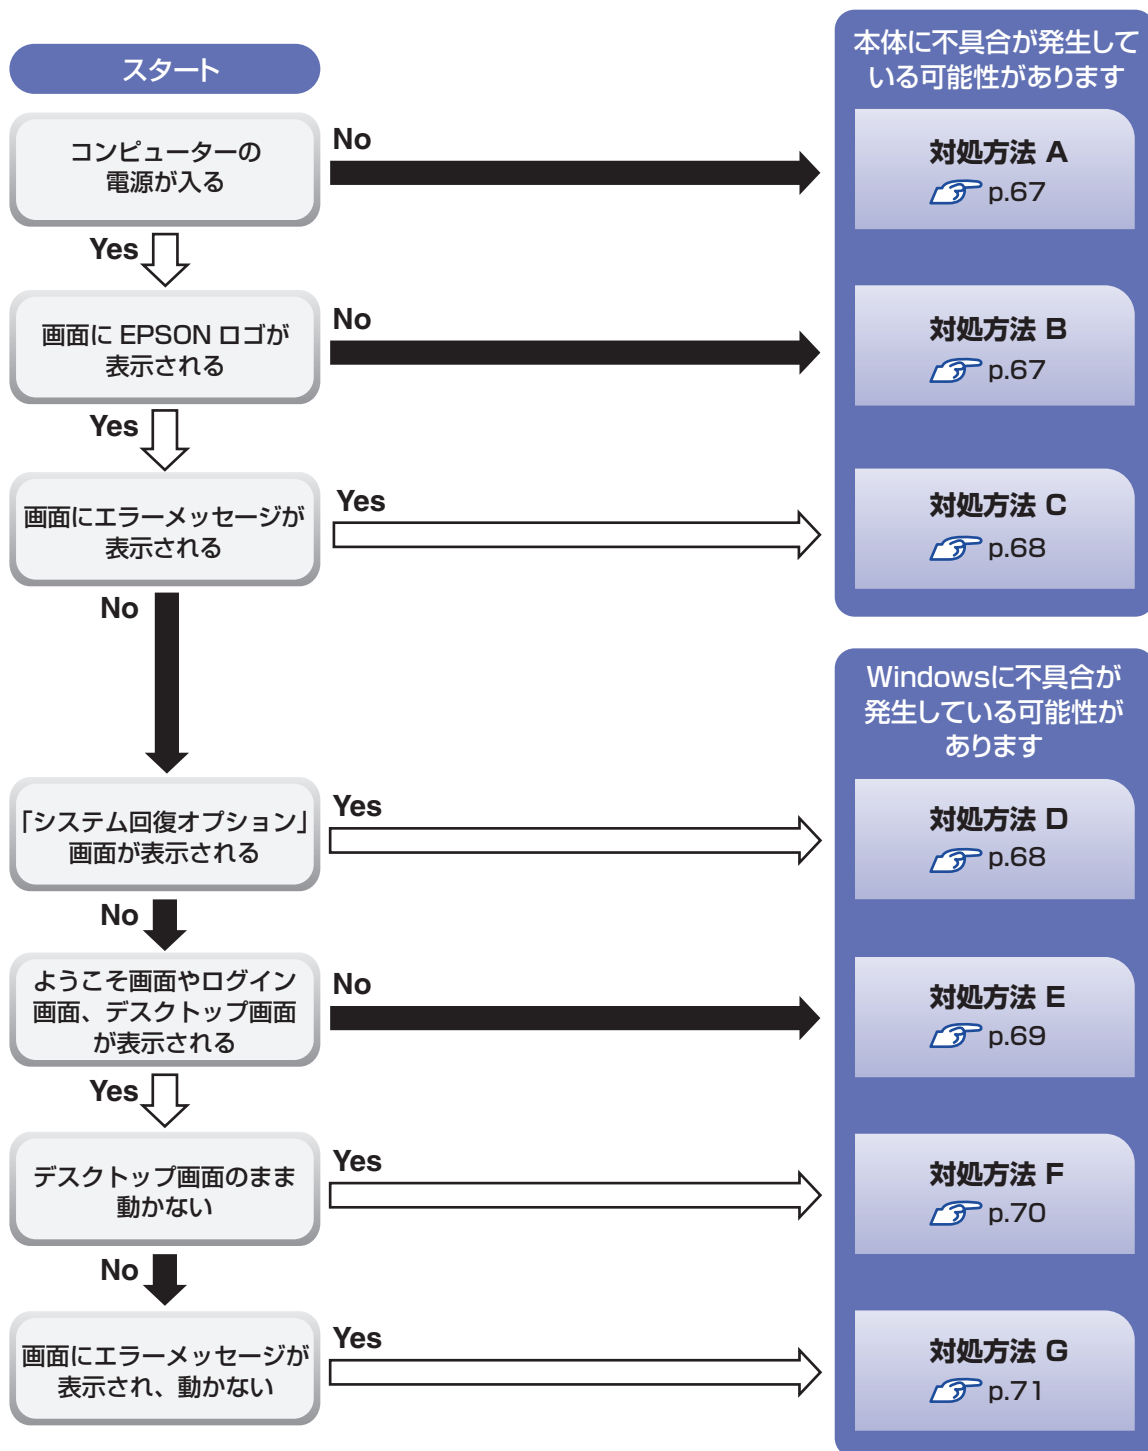 スタート
本体に不具合が発生して
いる可能性があります
コンピューターの
電源が入る
No
対処方法 A
p.67
Yes
画面に EPSON ロゴが
表示される
No
対処方法 B
p.67
Yes
画面にエラーメッセージが
表示される
Yes
対処方法 C
p.68
No
Windowsに不具合が
発生している可能性が
あります
「システム回復オプション」
画面が表示される
Yes
対処方法 D
p.68
No
ようこそ画面やログイン
画面、デスクトップ画面
が表示される
No
対処方法 E
p.69
Yes
デスクトップ画面のまま
動かない
Yes
対処方法 F
p.70
No
画面にエラーメッセージが
表示され、動かない
Yes
対処方法 G
p.71